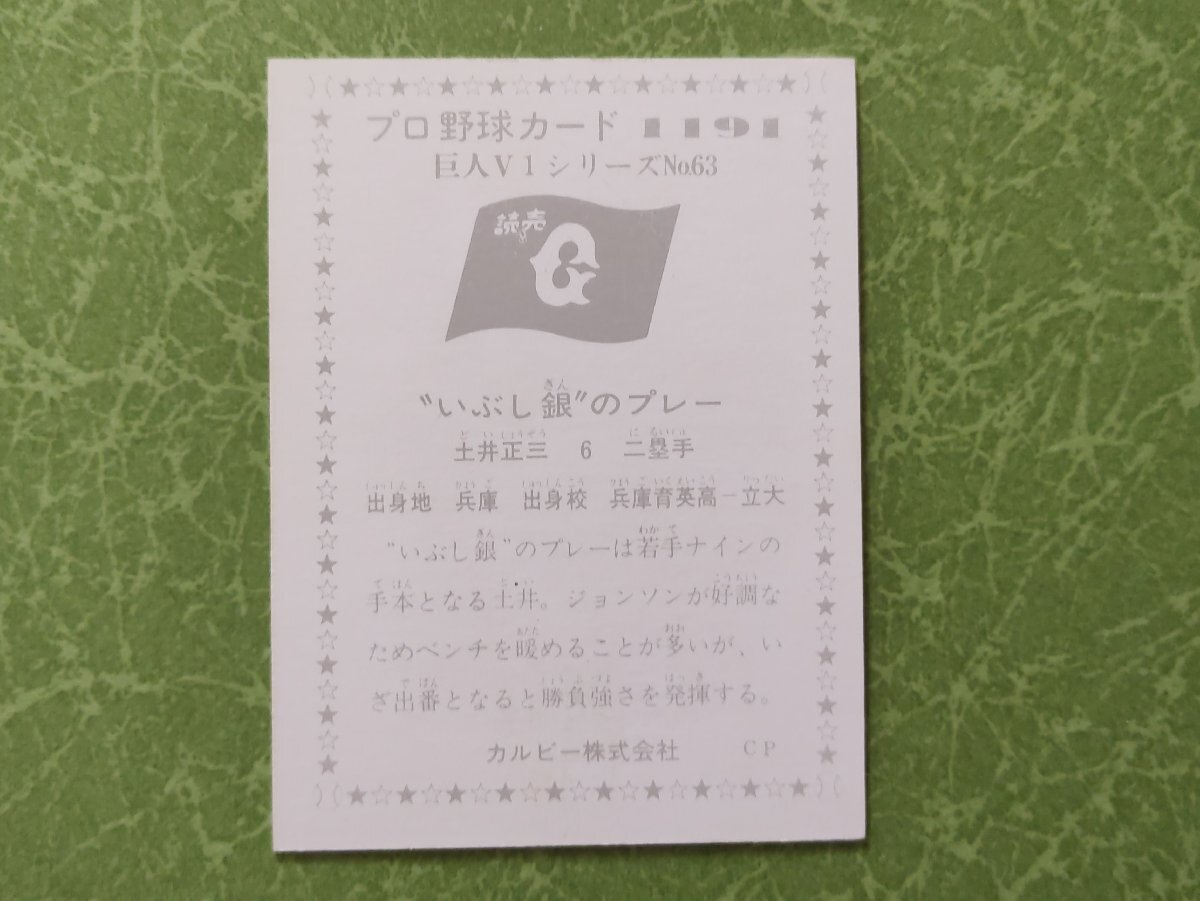 プロ野球カード 1191
巨人V1シリーズNo.63
読売
G
"いぶし銀"のプレー
土井正三 6 二塁手
出身地 兵庫 出身校 兵庫育英高−立大
"いぶし銀"のプレーは若手ナインの
手本となる土井。ジョンソンが好調な
ためベンチを暖めることが多いが、い
ざ出番となると勝負強さを発揮する。
カルビー株式会社 CP